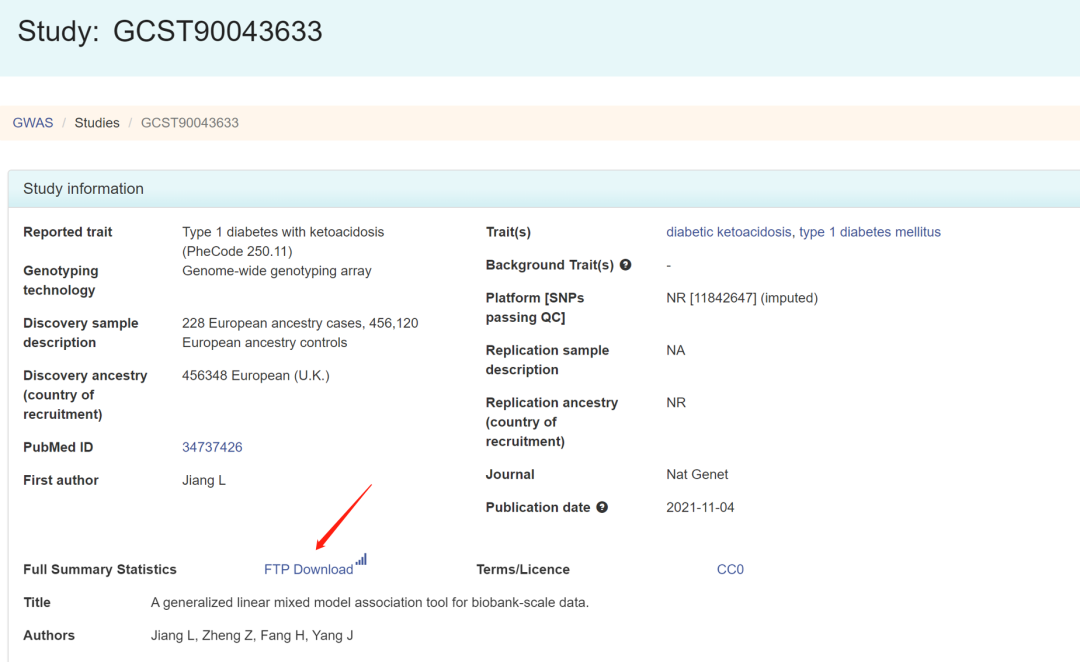 Study: GCST90043633
GWAS / Studies / GCST90043633
Study information
Reported trait
Type 1 diabetes with ketoacidosis
(PheCode 250.11)
Genotyping
technology
Genome-wide genotyping array
Discovery sample
description
228 European ancestry cases, 456,120
European ancestry controls
Discovery ancestry
(country of
recruitment)
456348 European (U.K.)
PubMed ID
34737426
First author
Jiang L
Trait(s)
diabetic ketoacidosis, type 1 diabetes mellitus
Background Trait(s) ?
-
Platform [SNPs
passing QC]
NR [11842647] (imputed)
Replication sample
description
NA
Replication ancestry
(country of
recruitment)
NR
Journal
Nat Genet
Publication date ?
2021-11-04
Full Summary Statistics
FTP Download
Terms/Licence
CC0
Title
A generalized linear mixed model association tool for biobank-scale data.
Authors
Jiang L, Zheng Z, Fang H, Yang J